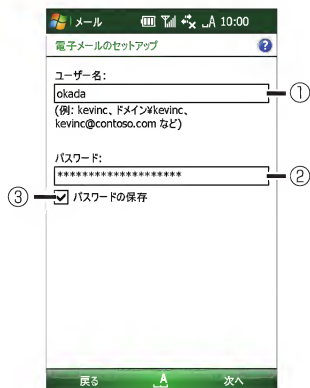 メール 10:00
電子メールのセットアップ
ユーザー名:
okada
①
(例: kevinc、ドメイン¥kevinc、
kevinc@contoso.com など)
パスワード:
********************
②
③
パスワードの保存
戻る A 次へ